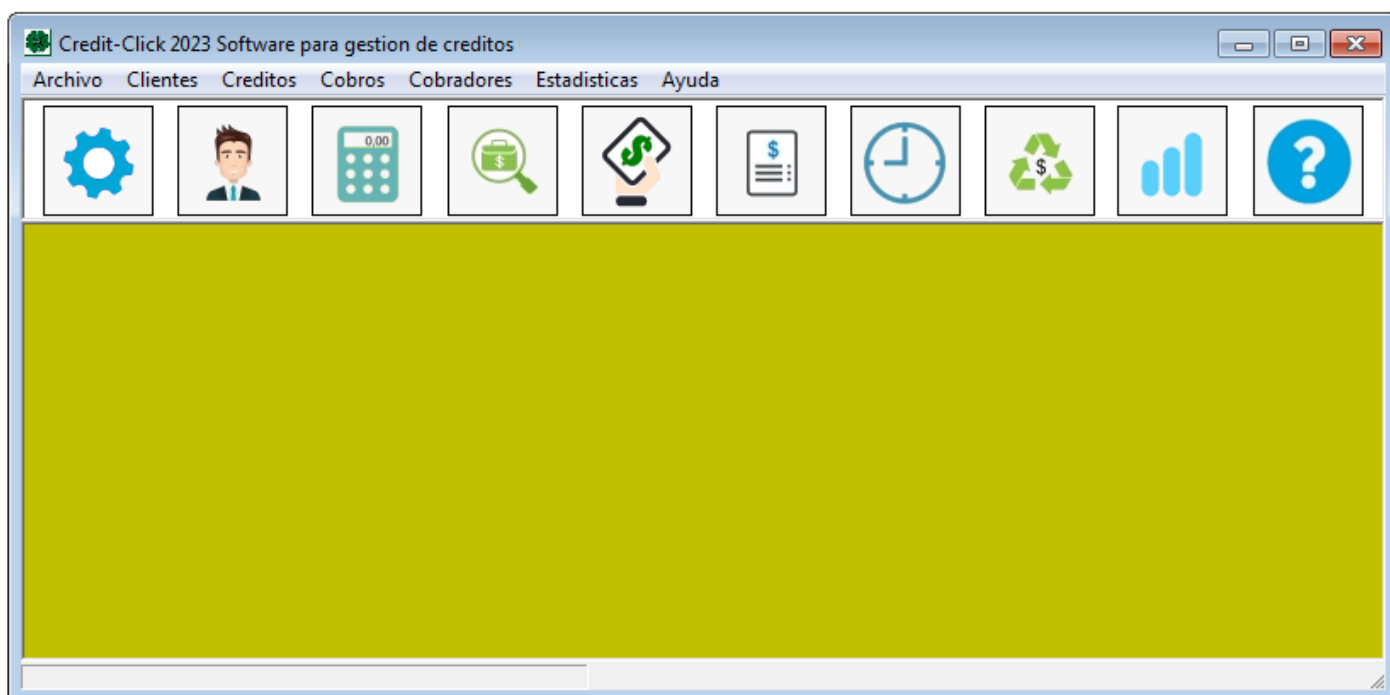 Credit-Click 2023 Software para gestion de creditos
Archivo Clientes Creditos Cobros Cobradores Estadisticas Ayuda
0,00
$
$
$
?